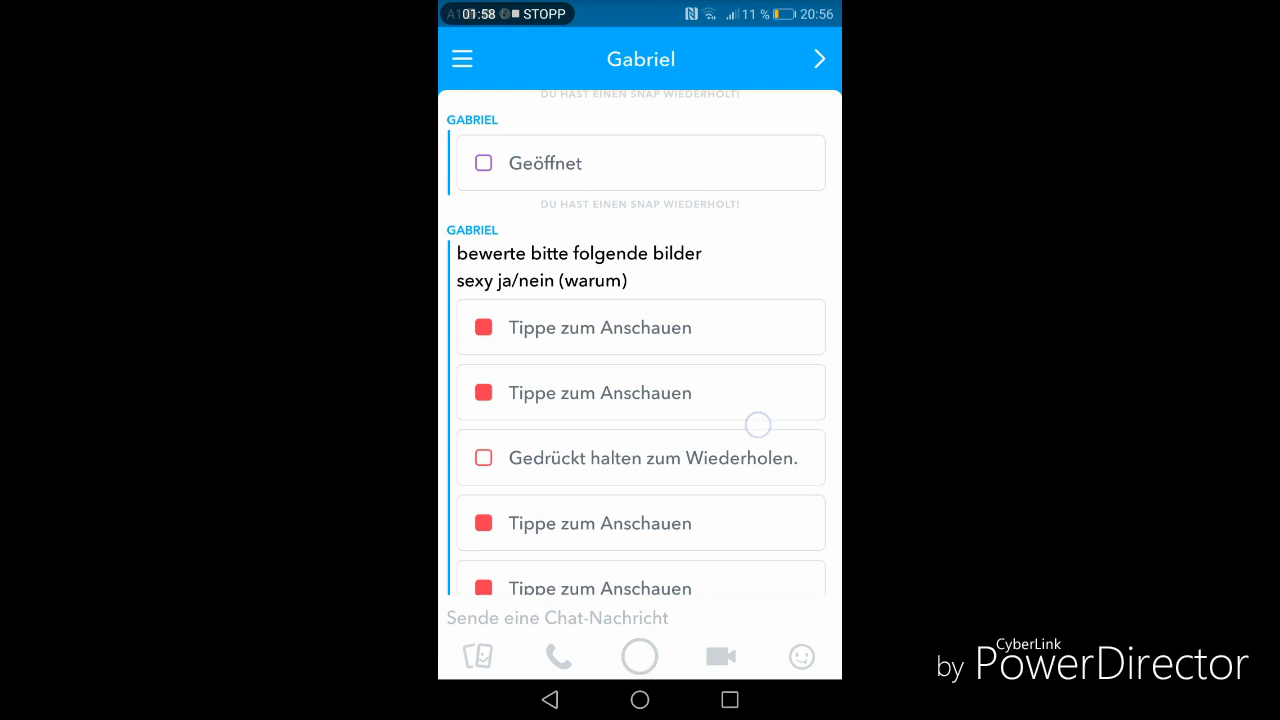 01:58 STOPP 11 % 20:56
Gabriel
DU HAST EINEN SNAP WIEDERHOLT!
GABRIEL
Geöffnet
DU HAST EINEN SNAP WIEDERHOLT!
GABRIEL
bewerte bitte folgende bilder
sexy ja/nein (warum)
Tippe zum Anschauen
Tippe zum Anschauen
Gedrückt halten zum Wiederholen.
Tippe zum Anschauen
Tippe zum Anschauen
Sende eine Chat-Nachricht
CyberLink
by PowerDirector